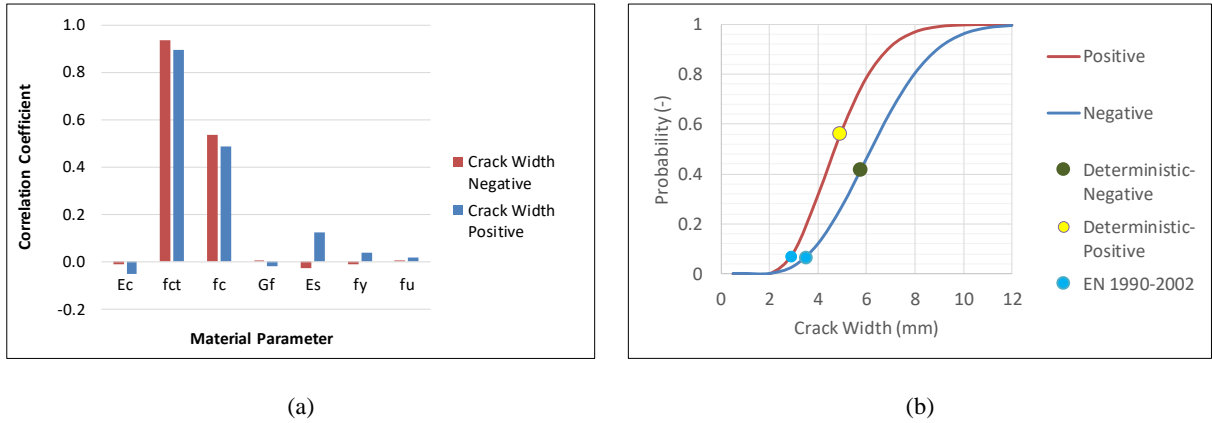 1.0
0.8
0.6
0.4
0.2
0.0
-0.2
Correlation Coefficient
Ec fct fc Gf Es fy fu
Material Parameter
Crack Width
Negative
Crack Width
Positive
(a)
1
0.8
0.6
0.4
0.2
0
Probability (-)
0 2 4 6 8 10 12
Crack Width (mm)
Positive
Negative
Deterministic-
Negative
Deterministic-
Positive
EN 1990-2002
(b)